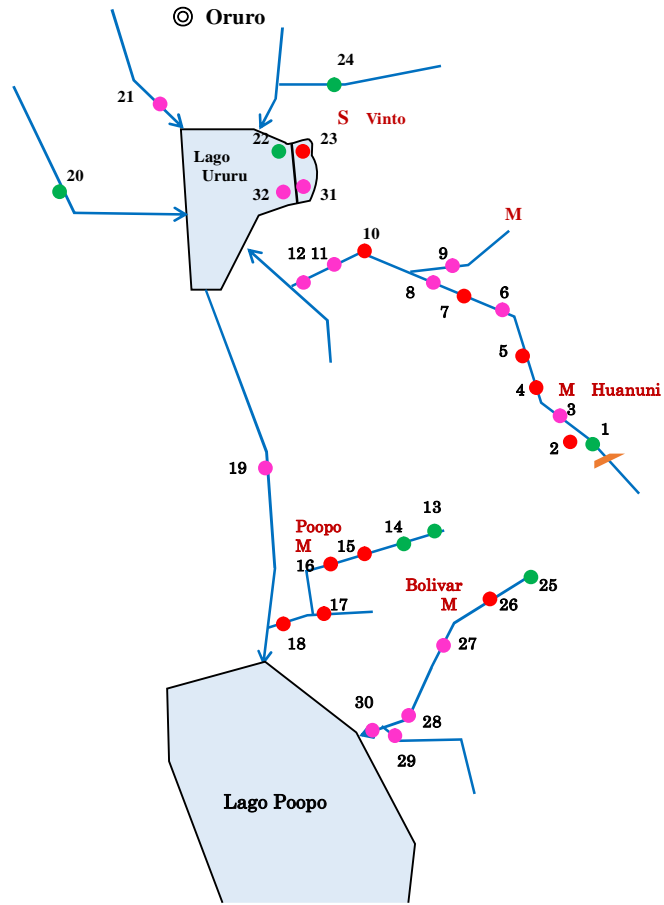 Oruro
24
21
S Vinto
22 23
Lago
Ururu
20
32 31
M
10
12 11 9
8 7 6
5
4 M Huanuni
3
1
2
19
13
Poopo
M 15 14
16
Bolivar
M
25
26
17
18
27
30
28
29
Lago Poopo